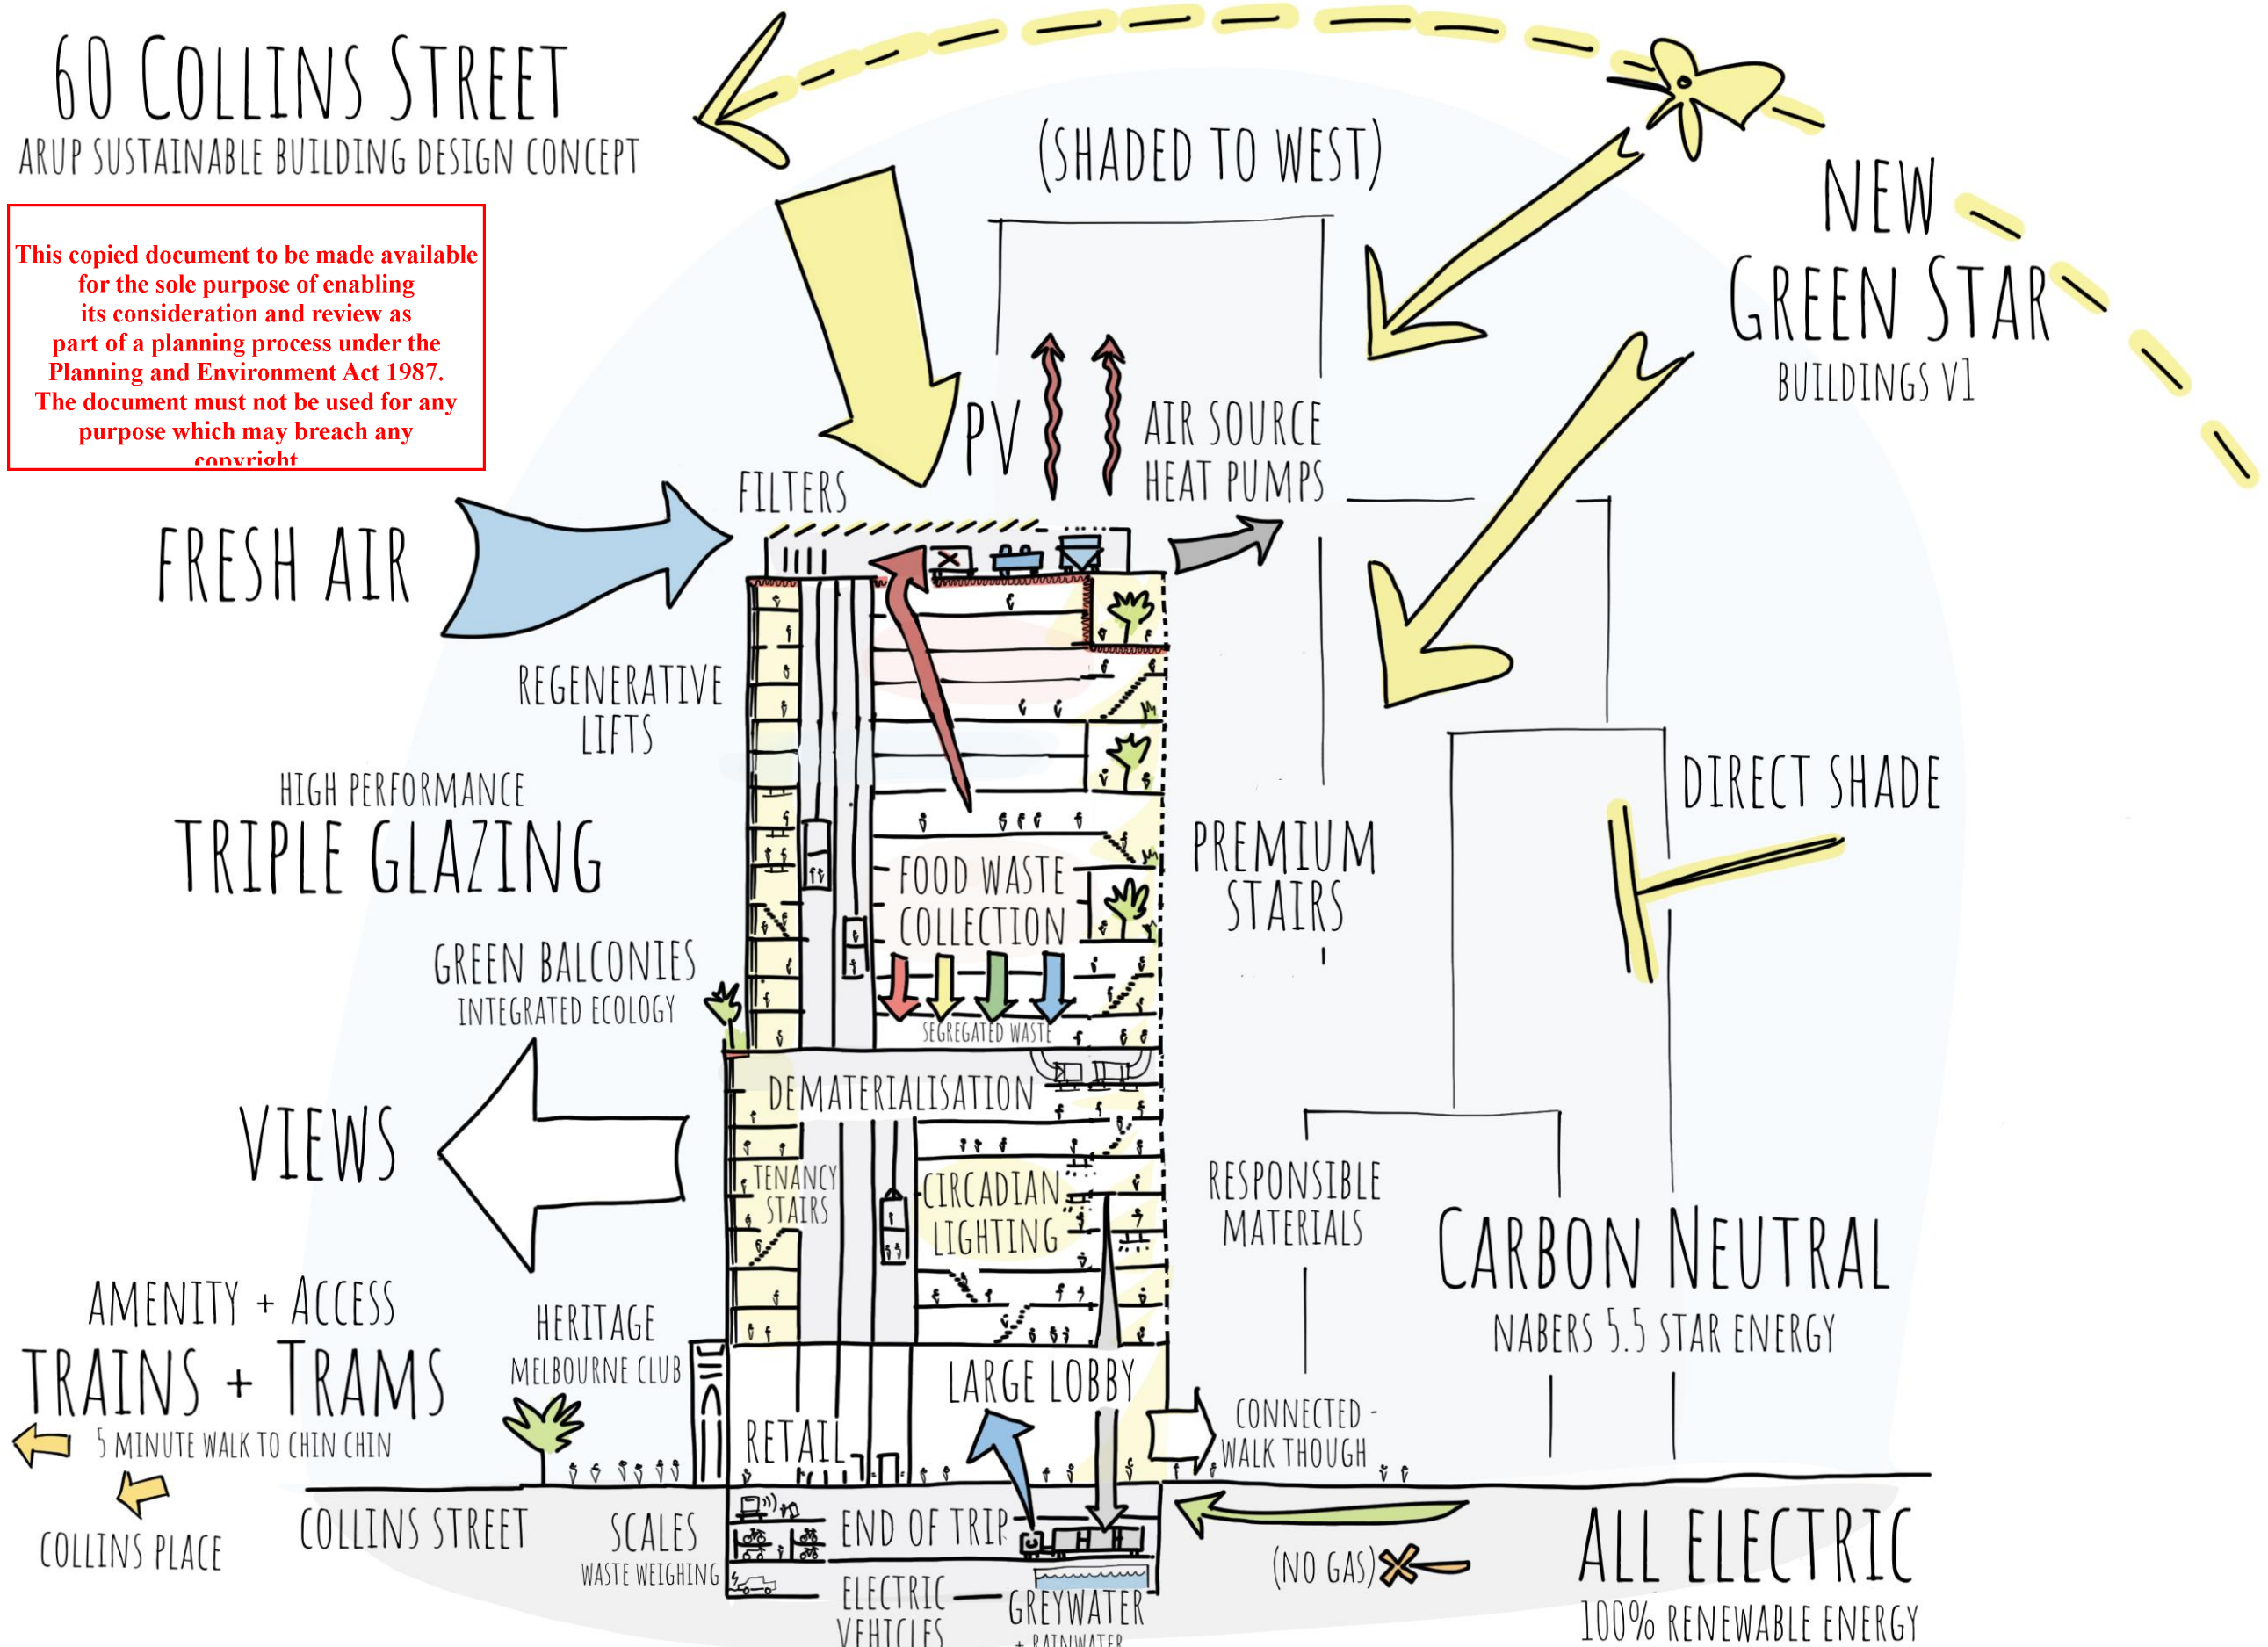 60 COLLINS STREET
ARUP SUSTAINABLE BUILDING DESIGN CONCEPT
This copied document to be made available
for the sole purpose of enabling
its consideration and review as
part of a planning process under the
Planning and Environment Act 1987.
The document must not be used for any
purpose which may breach any
copyright
(SHADED TO WEST)
NEW
GREEN STAR
BUILDINGS V1
PV
AIR SOURCE
HEAT PUMPS
FILTERS
FRESH AIR
REGENERATIVE
LIFTS
HIGH PERFORMANCE
TRIPLE GLAZING
DIRECT SHADE
PREMIUM
STAIRS
FOOD WASTE
COLLECTION
GREEN BALCONIES
INTEGRATED ECOLOGY
SEGREGATED WASTE
DEMATERIALISATION
VIEWS
TENANCY
STAIRS
CIRCADIAN
LIGHTING
RESPONSIBLE
MATERIALS
CARBON NEUTRAL
NABERS 5.5 STAR ENERGY
AMENITY + ACCESS
TRAINS + TRAMS
5 MINUTE WALK TO CHIN CHIN
COLLINS PLACE
HERITAGE
MELBOURNE CLUB
LARGE LOBBY
RETAIL
CONNECTED -
WALK THOUGH
COLLINS STREET
SCALES
WASTE WEIGHING
END OF TRIP
ELECTRIC
VEHICLES
GREYWATER
+ RAINWATER
(NO GAS)
ALL ELECTRIC
100% RENEWABLE ENERGY